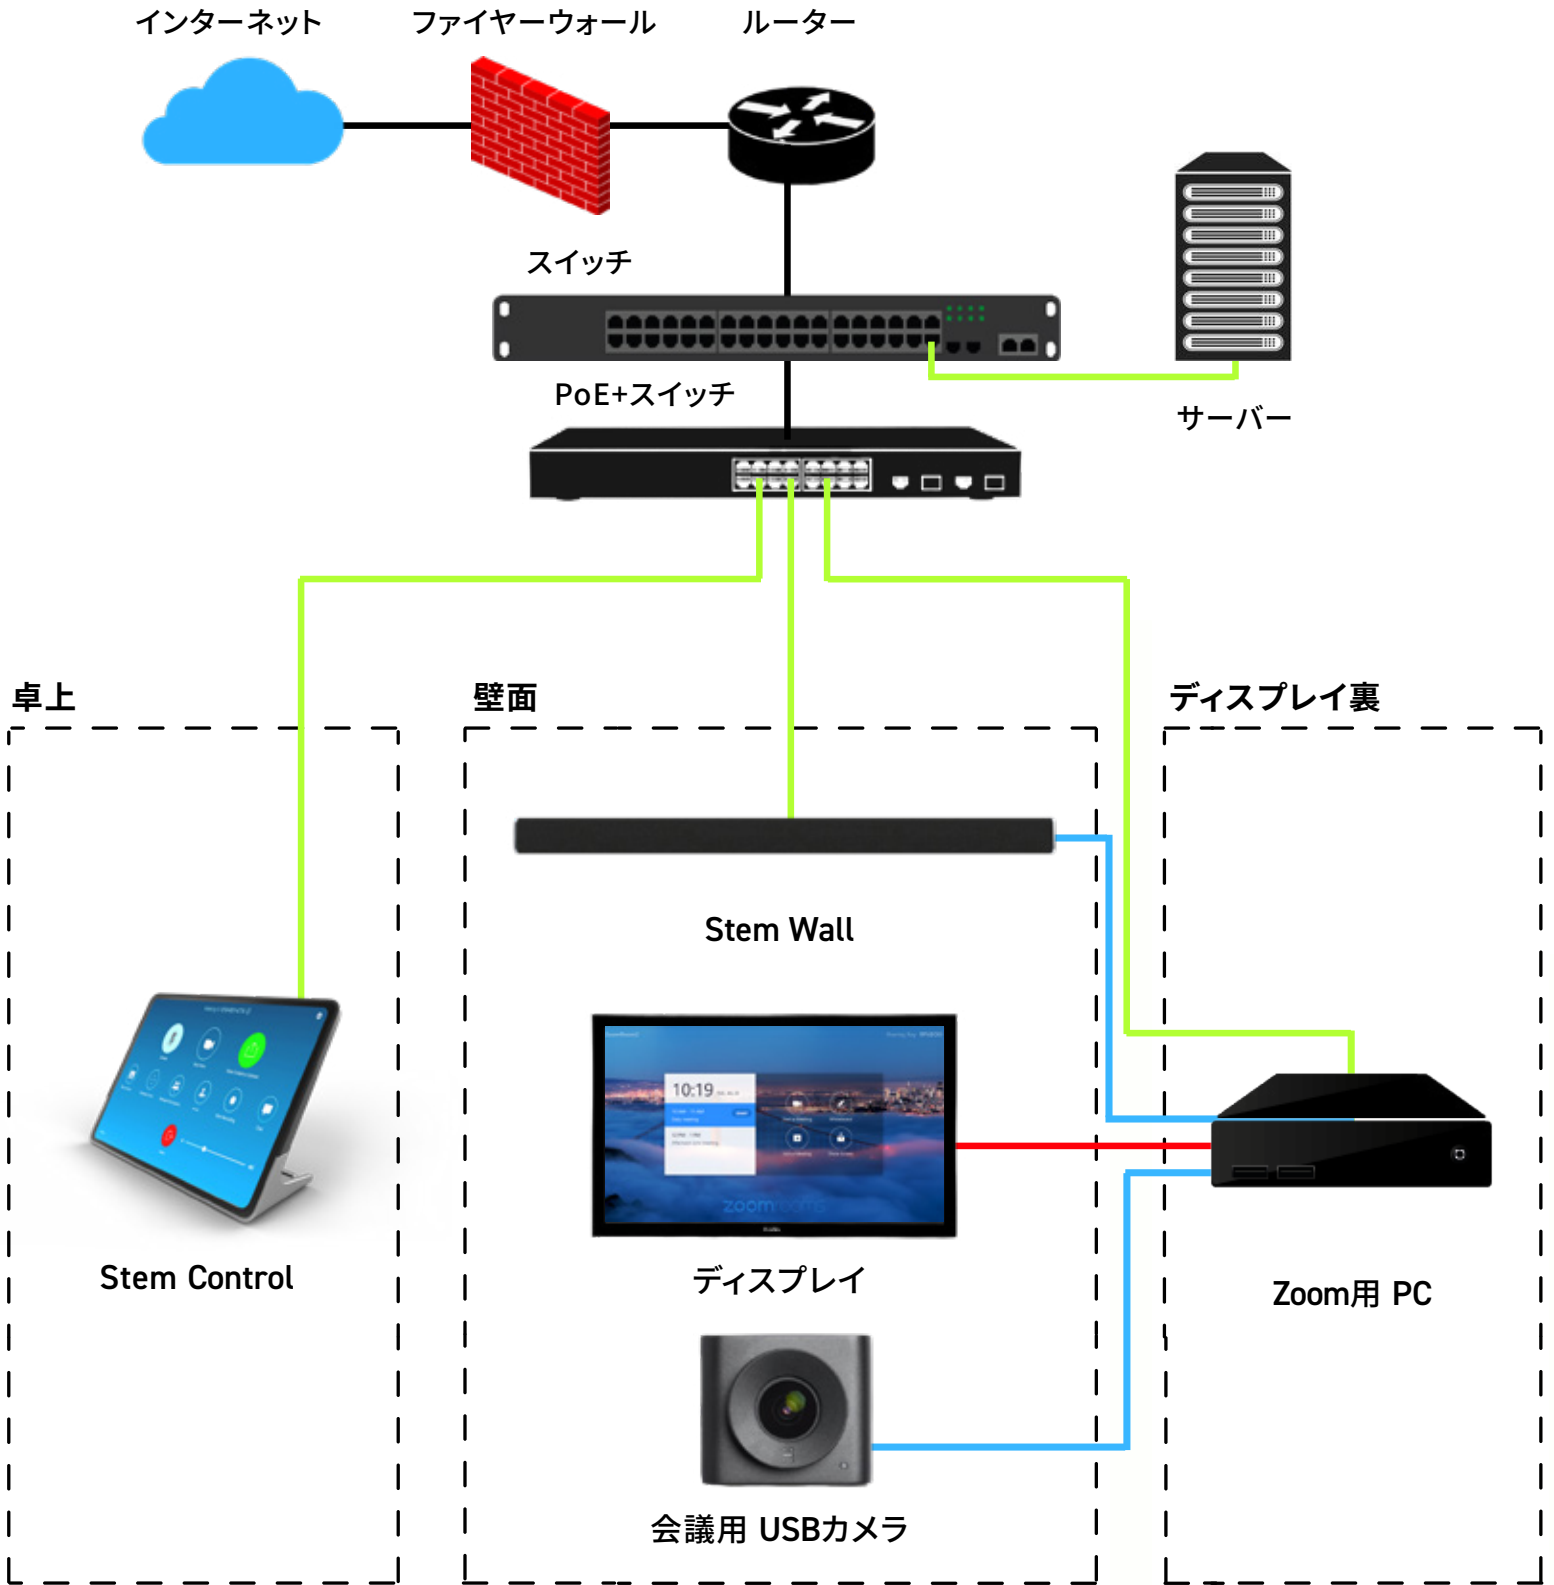 インターネット
ファイヤーウォール
ルーター
スイッチ
PoE+スイッチ
サーバー
卓上
壁面
ディスプレイ裏
Stem Wall
10:19
zoomrooms
Stem Control
ディスプレイ
Zoom用 PC
会議用 USBカメラ